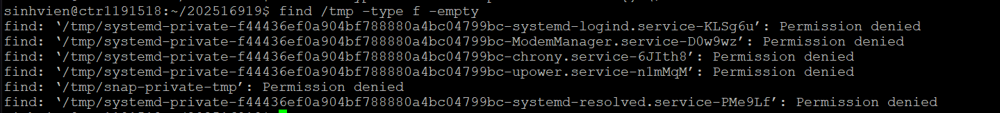 sinhvien@ctr1191518:~/202516919$ find /tmp -type f -empty
find: ‘/tmp/systemd-private-f44436ef0a904bf788880a4bc04799bc-systemd-logind.service-KLSg6u’: Permission denied
find: ‘/tmp/systemd-private-f44436ef0a904bf788880a4bc04799bc-ModemManager.service-D0w9wz’: Permission denied
find: ‘/tmp/systemd-private-f44436ef0a904bf788880a4bc04799bc-chrony.service-6JIth8’: Permission denied
find: ‘/tmp/systemd-private-f44436ef0a904bf788880a4bc04799bc-upower.service-n1mMqM’: Permission denied
find: ‘/tmp/snap-private-tmp’: Permission denied
find: ‘/tmp/systemd-private-f44436ef0a904bf788880a4bc04799bc-systemd-resolved.service-PMe9Lf’: Permission denied